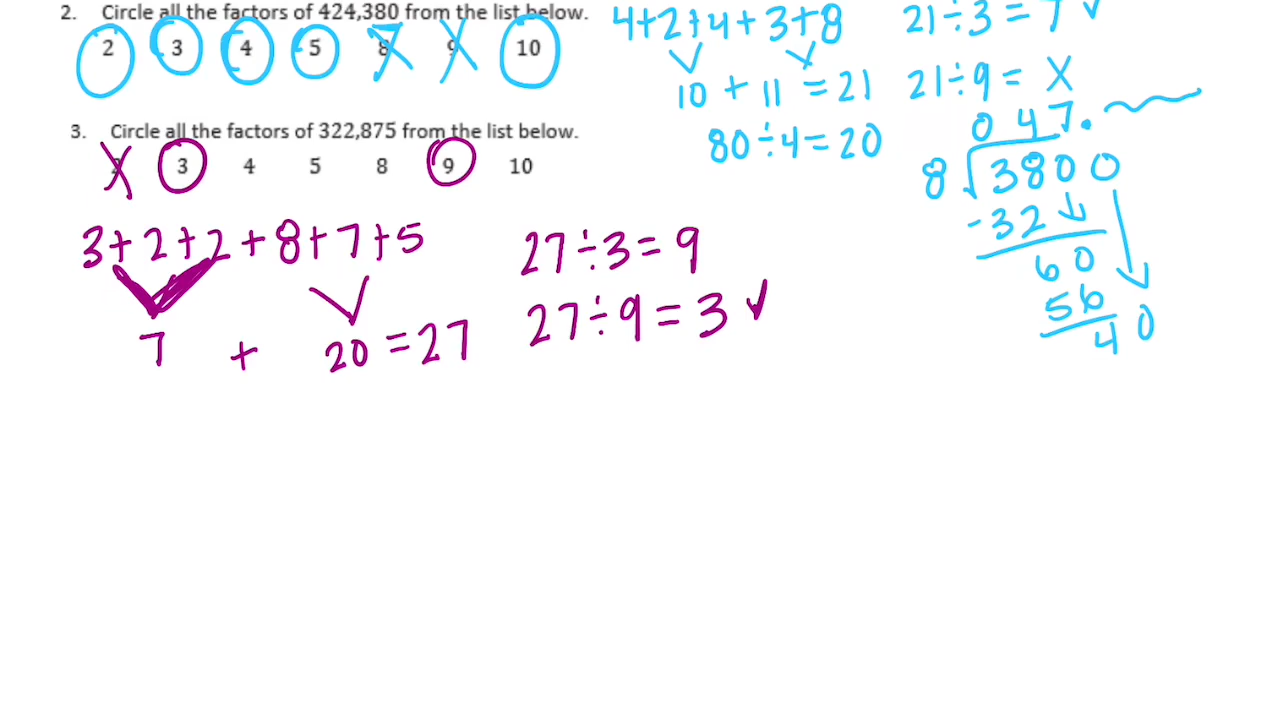 2. Circle all the factors of 424,380 from the list below.
2 3 4 5 8 9 10
4+2+4+3+8
10 + 11 = 21
80÷4=20
21÷3=7 ✓
21÷9= X
047.
8 3800
-32
60
56
40
3. Circle all the factors of 322,875 from the list below.
2 3 4 5 8 9 10
3+2+2+8+7+5
7 + 20 =27
27÷3=9
27÷9=3 ✓